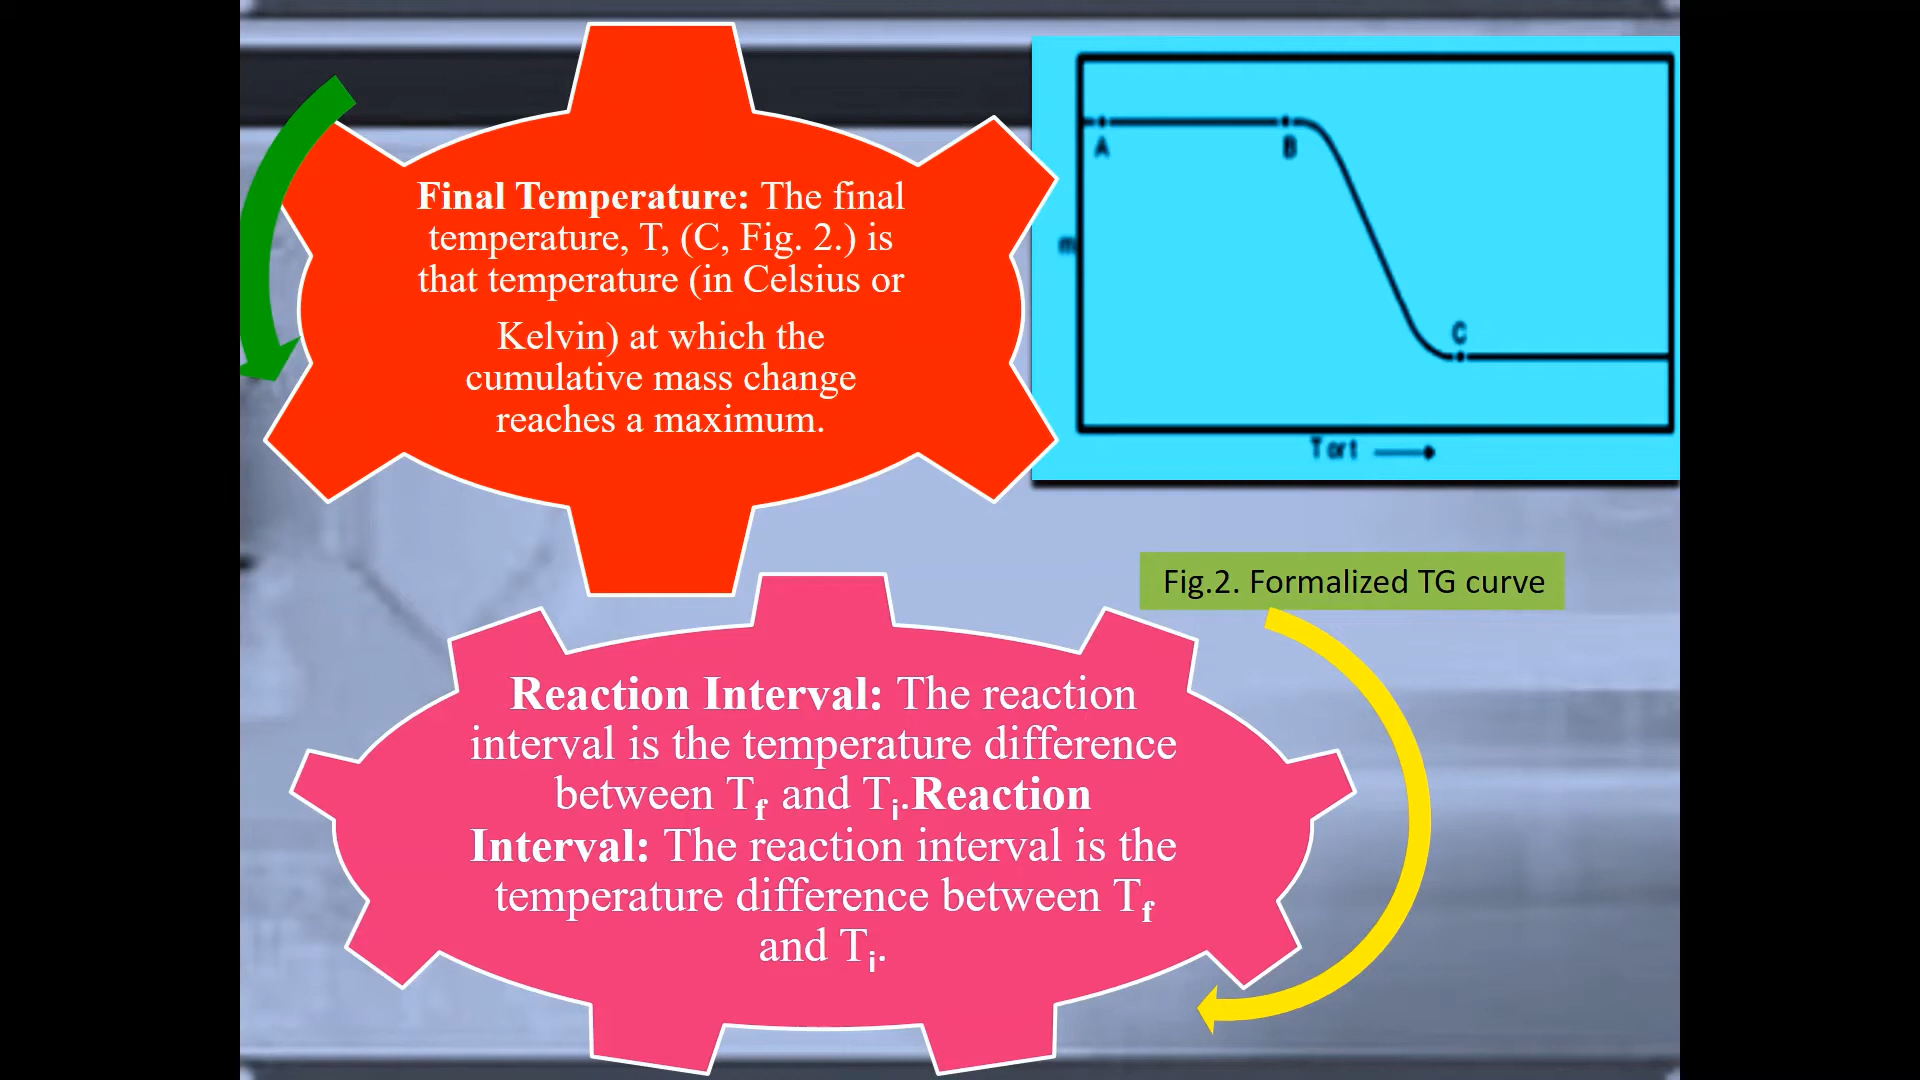 Final Temperature: The final
temperature, T, (C, Fig. 2.) is
that temperature (in Celsius or
Kelvin) at which the
cumulative mass change
reaches a maximum.
A
B
m
C
T or t
Fig.2. Formalized TG curve
Reaction Interval: The reaction
interval is the temperature difference
between Tf and Ti.Reaction
Interval: The reaction interval is the
temperature difference between Tf
and Ti.